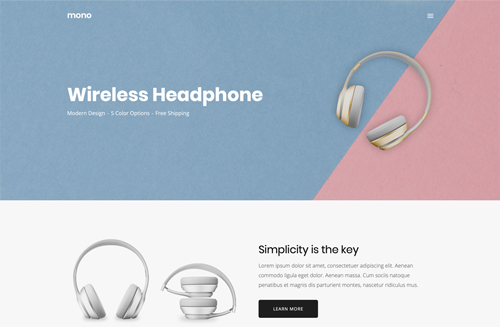 mono
Wireless Headphone
Modern Design - 5 Color Options - Free Shipping
Simplicity is the key
Lorem ipsum dolor sit amet, consectetuer adipiscing elit. Aenean
commodo ligula eget dolor. Aenean massa. Cum sociis natoque
penatibus et magnis dis parturient montes, nascetur ridiculus mus.
LEARN MORE